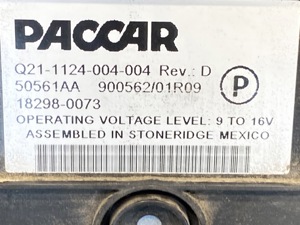 PACCAR
Q21-1124-004-004 Rev.: D
50561AA 900562/01R09
P
18298-0073
OPERATING VOLTAGE LEVEL: 9 TO 16V
ASSEMBLED IN STONERIDGE MEXICO